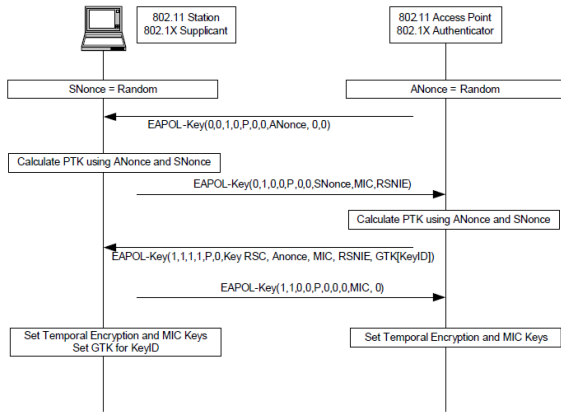 802.11 Station
802.1X Supplicant
802.11 Access Point
802.1X Authenticator
SNonce = Random
ANonce = Random
EAPOL-Key(0,0,1,0,P,0,0,ANonce, 0,0)
Calculate PTK using ANonce and SNonce
EAPOL-Key(0,1,0,0,P,0,0,SNonce,MIC,RSNIE)
Calculate PTK using ANonce and SNonce
EAPOL-Key(1,1,1,1,P,0,Key RSC, Anonce, MIC, RSNIE, GTK[KeyID])
EAPOL-Key(1,1,0,0,P,0,0,0,MIC, 0)
Set Temporal Encryption and MIC Keys
Set GTK for KeyID
Set Temporal Encryption and MIC Keys